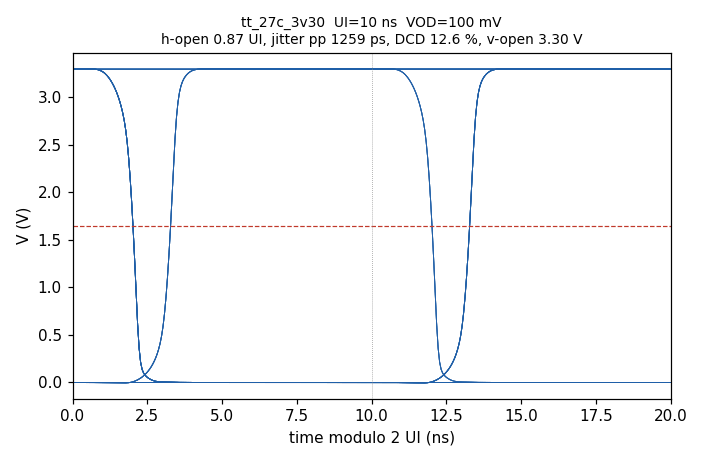 tt_27c_3v30  UI=10 ns  VOD=100 mV
h-open 0.87 UI, jitter pp 1259 ps, DCD 12.6 %, v-open 3.30 V
V (V)
3.0
2.5
2.0
1.5
1.0
0.5
0.0
0.0 2.5 5.0 7.5 10.0 12.5 15.0 17.5 20.0
time modulo 2 UI (ns)